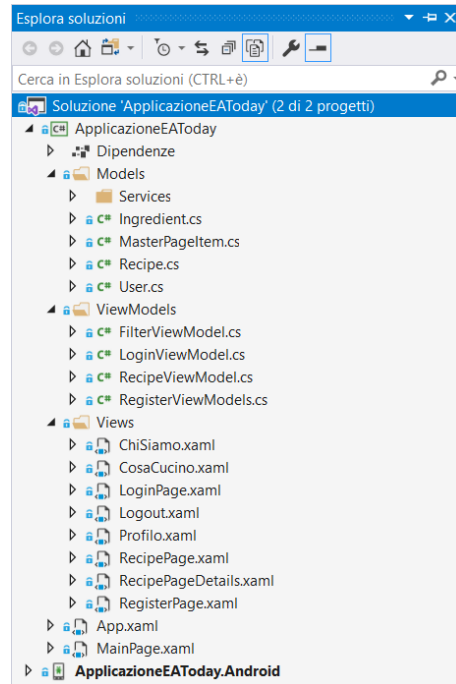 Esplora soluzioni
Cerca in Esplora soluzioni (CTRL+è)
Soluzione 'ApplicazioneEAToday' (2 di 2 progetti)
C# ApplicazioneEAToday
Dipendenze
Models
Services
C# Ingredient.cs
C# MasterPageItem.cs
C# Recipe.cs
C# User.cs
ViewModels
C# FilterViewModel.cs
C# LoginViewModel.cs
C# RecipeViewModel.cs
C# RegisterViewModels.cs
Views
ChiSiamo.xaml
CosaCucino.xaml
LoginPage.xaml
Logout.xaml
Profilo.xaml
RecipePage.xaml
RecipePageDetails.xaml
RegisterPage.xaml
App.xaml
MainPage.xaml
ApplicazioneEAToday.Android